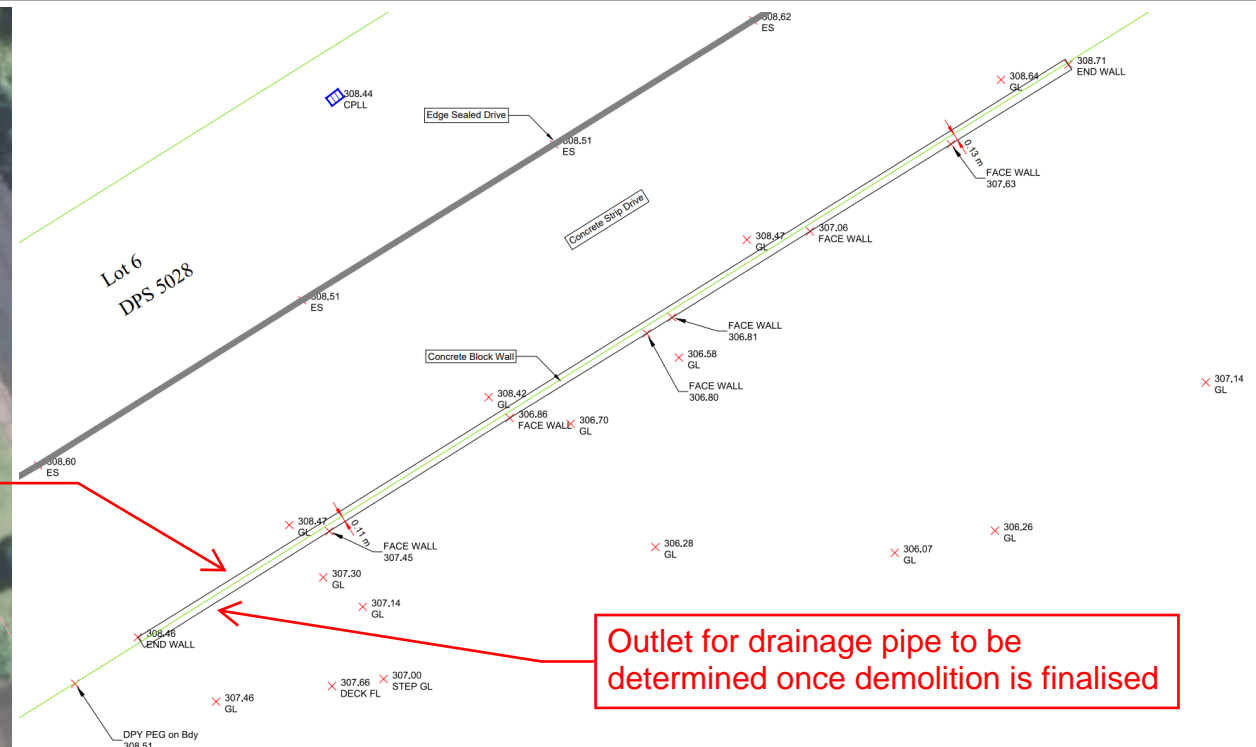 308.62
ES
308.44
CPLL
308.64
GL
308.71
END WALL
Edge Sealed Drive
308.51
ES
0.13 m
FACE WALL
307.63
Concrete Strip Drive
307.06
FACE WALL
308.47
GL
Lot 6
DPS 5028
308.51
ES
FACE WALL
306.81
Concrete Block Wall
306.58
GL
FACE WALL
306.80
307.14
GL
308.42
GL
306.86
FACE WALL
306.70
GL
308.60
ES
308.47
GL
0.11 m
FACE WALL
307.45
306.28
GL
306.07
GL
306.26
GL
307.30
GL
307.14
GL
308.46
END WALL
Outlet for drainage pipe to be
determined once demolition is finalised
307.66
DECK FL
307.00
STEP GL
307.46
GL
DPY PEG on Bdy
308.51